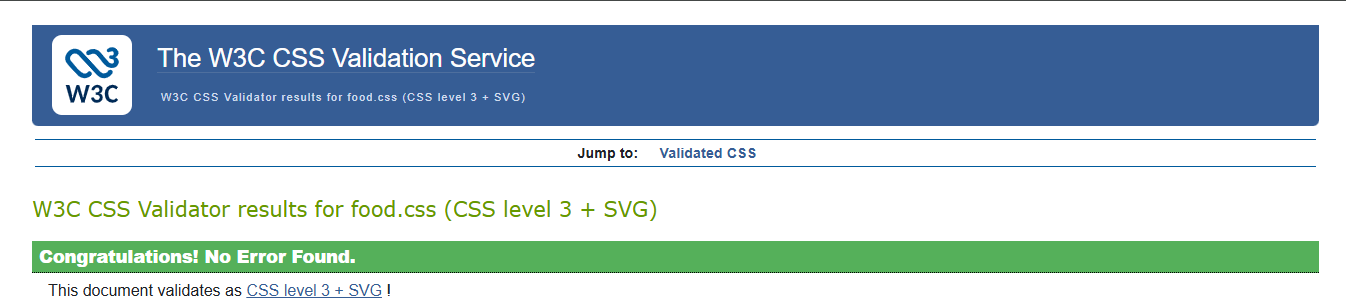 W3C
The W3C CSS Validation Service
W3C CSS Validator results for food.css (CSS level 3 + SVG)
Jump to: Validated CSS
W3C CSS Validator results for food.css (CSS level 3 + SVG)
Congratulations! No Error Found.
This document validates as CSS level 3 + SVG !